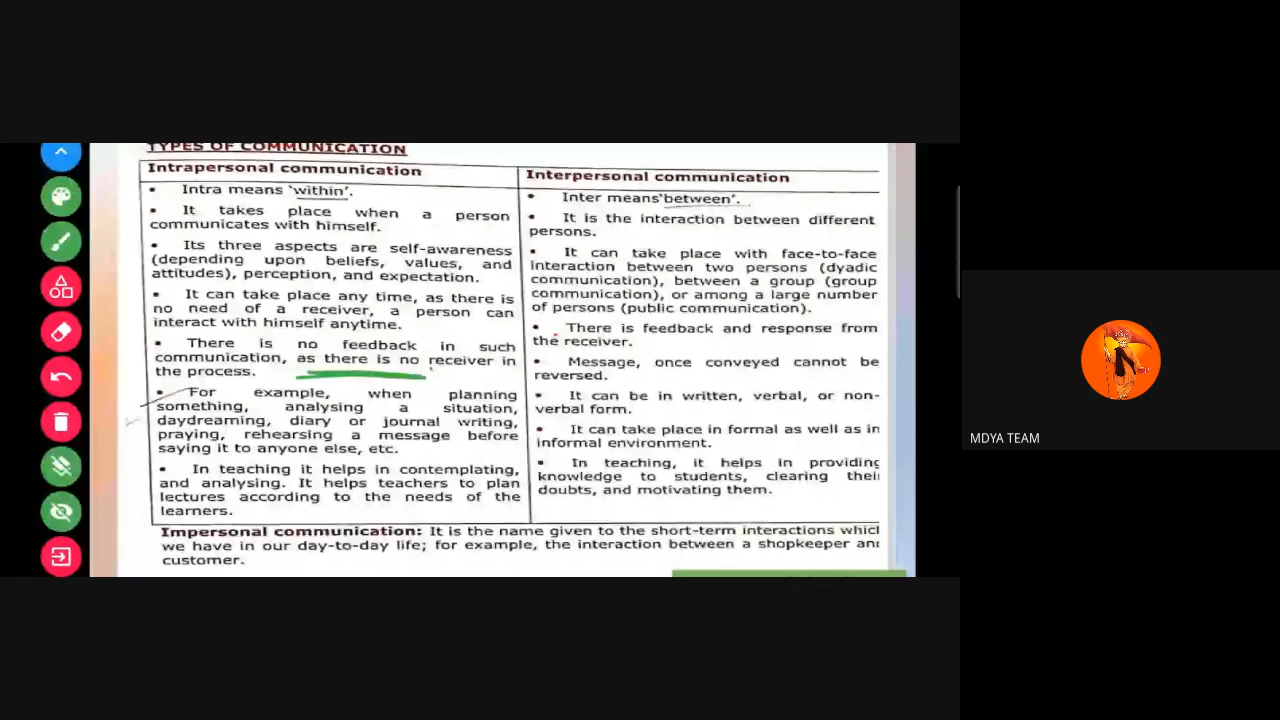 TYPES OF COMMUNICATION
Intrapersonal communication
• Intra means ‘within’.
• It takes place when a person
communicates with himself.
• Its three aspects are self-awareness
(depending upon beliefs, values, and
attitudes), perception, and expectation.
• It can take place any time, as there is
no need of a receiver, a person can
interact with himself anytime.
• There is no feedback in such
communication, as there is no receiver in
the process.
• For example, when planning
something, analysing a situation,
daydreaming, diary or journal writing,
praying, rehearsing a message before
saying it to anyone else, etc.
• In teaching it helps in contemplating,
and analysing. It helps teachers to plan
lectures according to the needs of the
learners.
Interpersonal communication
• Inter means‘between’.
• It is the interaction between different
persons.
• It can take place with face-to-face
interaction between two persons (dyadic
communication), between a group (group
communication), or among a large number
of persons (public communication).
• There is feedback and response from
the receiver.
• Message, once conveyed cannot be
reversed.
• It can be in written, verbal, or non-
verbal form.
• It can take place in formal as well as in
informal environment.
• In teaching, it helps in providing
knowledge to students, clearing thei
doubts, and motivating them.
Impersonal communication: It is the name given to the short-term interactions whicl
we have in our day-to-day life; for example, the interaction between a shopkeeper and
customer.
MDYA TEAM